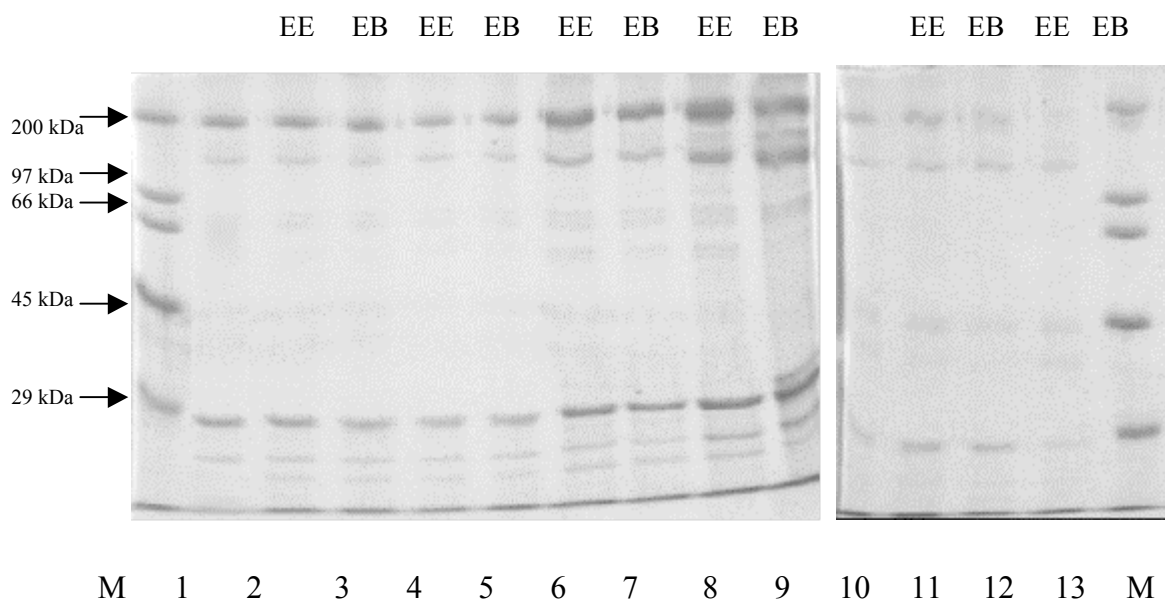 EE EB EE EB EE EB EE EB EE EB EE EB
200 kDa
97 kDa
66 kDa
45 kDa
29 kDa
M 1 2 3 4 5 6 7 8 9 10 11 12 13 M